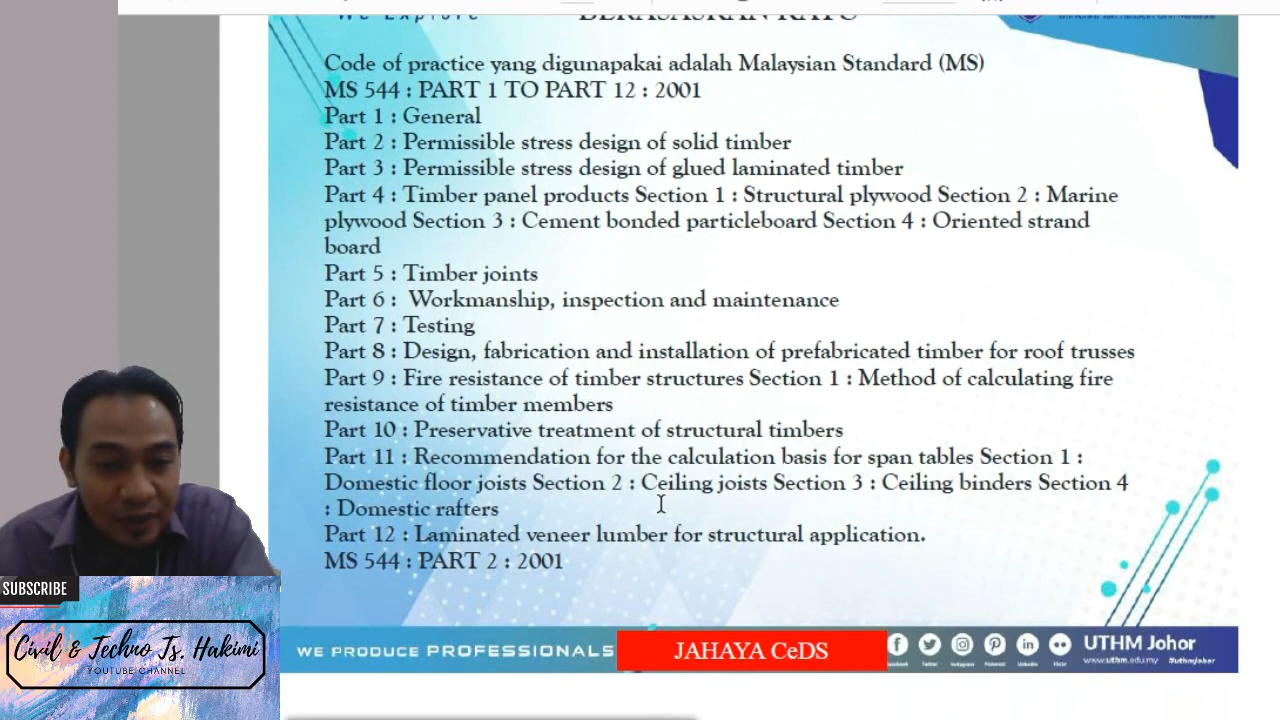 We Explore
BERASASKAN KAYU
Code of practice yang digunapakai adalah Malaysian Standard (MS)
MS 544 : PART 1 TO PART 12 : 2001
Part 1 : General
Part 2 : Permissible stress design of solid timber
Part 3 : Permissible stress design of glued laminated timber
Part 4 : Timber panel products Section 1 : Structural plywood Section 2 : Marine
plywood Section 3 : Cement bonded particleboard Section 4 : Oriented strand
board
Part 5 : Timber joints
Part 6 :  Workmanship, inspection and maintenance
Part 7 : Testing
Part 8 : Design, fabrication and installation of prefabricated timber for roof trusses
Part 9 : Fire resistance of timber structures Section 1 : Method of calculating fire
resistance of timber members
Part 10 : Preservative treatment of structural timbers
Part 11 : Recommendation for the calculation basis for span tables Section 1 :
Domestic floor joists Section 2 : Ceiling joists Section 3 : Ceiling binders Section 4
: Domestic rafters
Part 12 : Laminated veneer lumber for structural application.
MS 544 : PART 2 : 2001
SUBSCRIBE
Civil & Techno Ts. Hakimi
YOUTUBE CHANNEL
WE PRODUCE PROFESSIONALS
JAHAYA CeDS
UTHM Johor
www.uthm.edu.my #uthmjohor